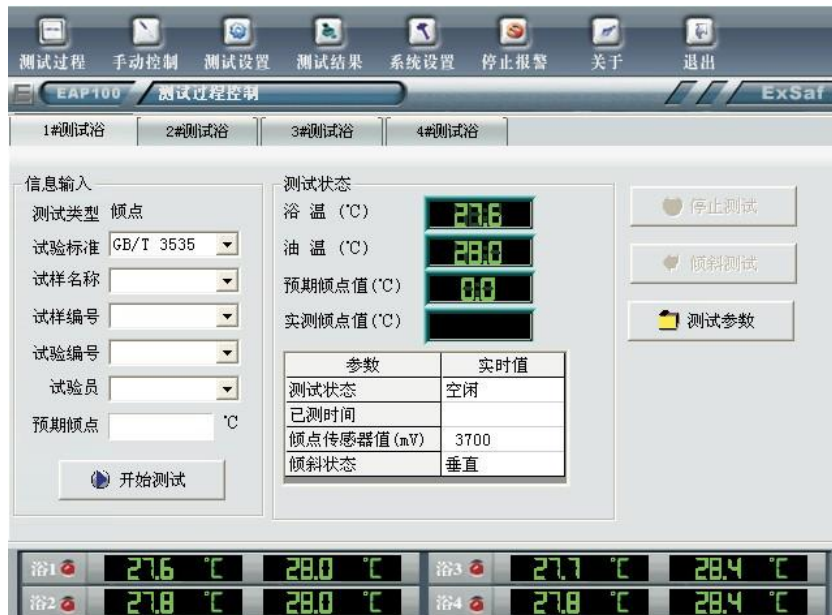 测试过程 手动控制 测试设置 测试结果 系统设置 停止报警 关于 退出
EAP100 测试过程控制 ExSaf
1#测试浴 2#测试浴 3#测试浴 4#测试浴
信息输入
测试类型 倾点
试验标准 GB/T 3535
试样名称
试样编号
试验编号
试验员
预期倾点 ℃
开始测试
测试状态
浴 温 (℃) 27.6
油 温 (℃) 28.0
预期倾点值(℃) 0.0
实测倾点值(℃)
参数 实时值
测试状态 空闲
已测时间
倾点传感器值(mV) 3700
倾斜状态 垂直
停止测试
倾斜测试
测试参数
浴1 27.6 ℃ 28.0 ℃ 浴3 27.7 ℃ 28.4 ℃
浴2 27.8 ℃ 28.0 ℃ 浴4 27.8 ℃ 28.4 ℃